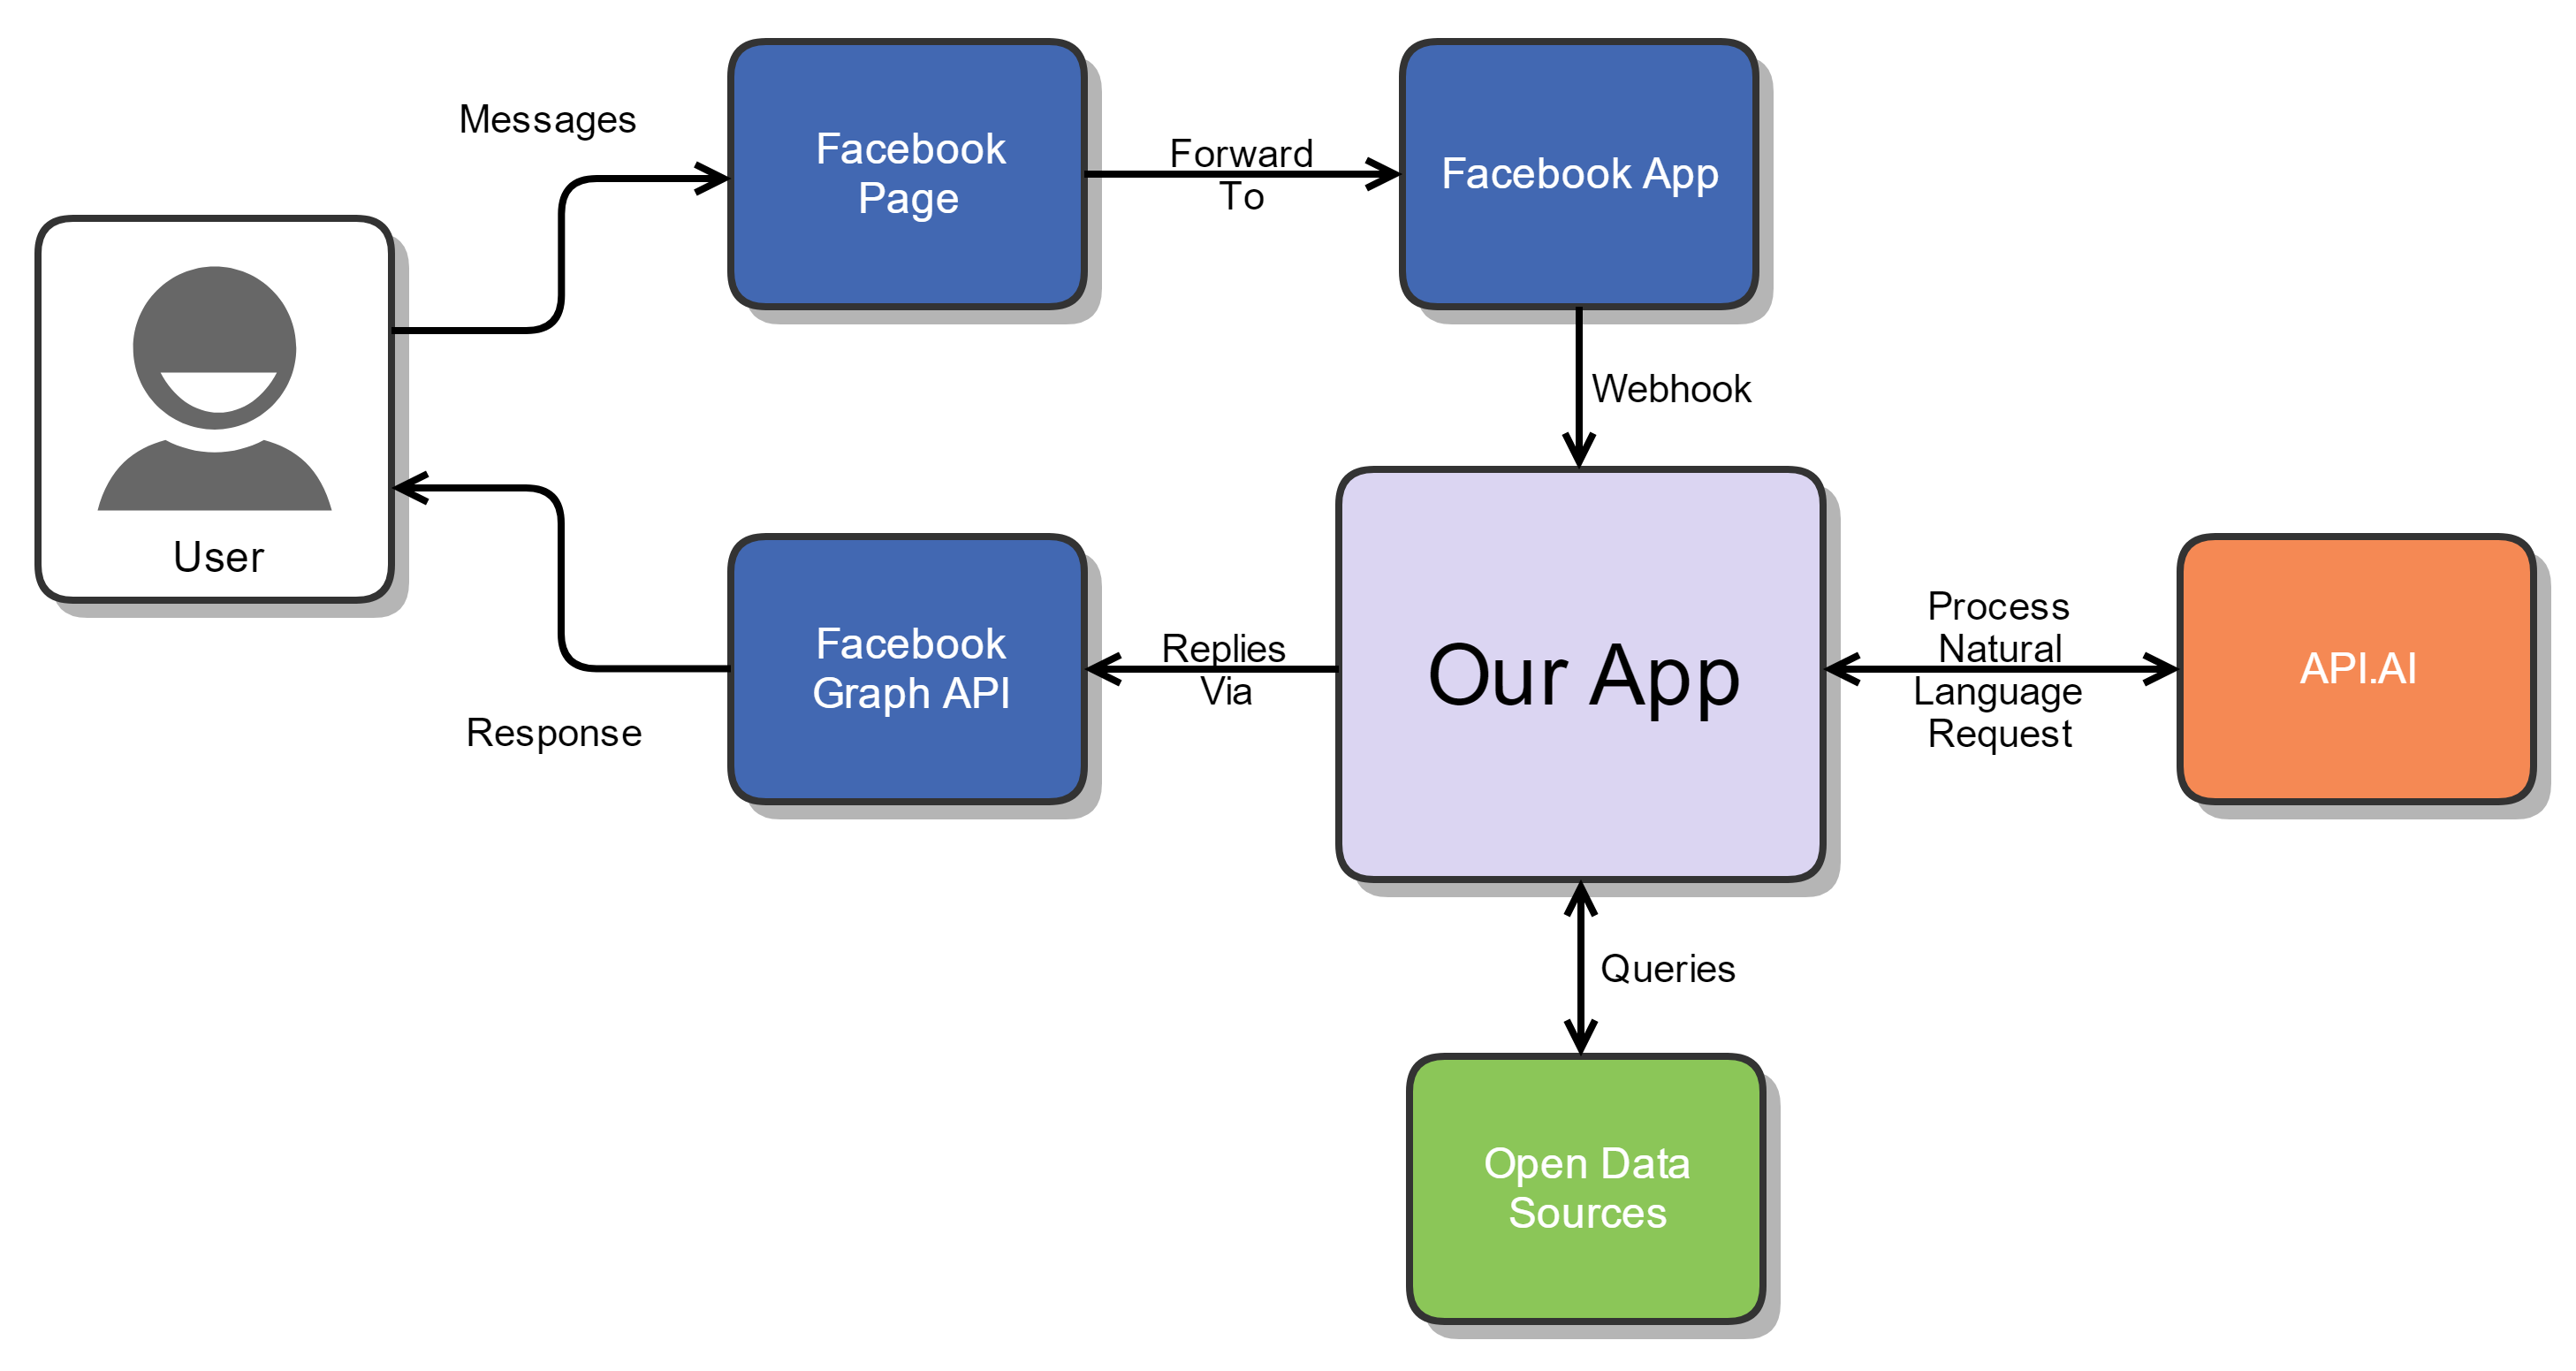 Messages
Facebook
Page
Forward
To
Facebook App
Webhook
User
Facebook
Graph API
Response
Replies
Via
Our App
Process
Natural
Language
Request
API.AI
Queries
Open Data
Sources